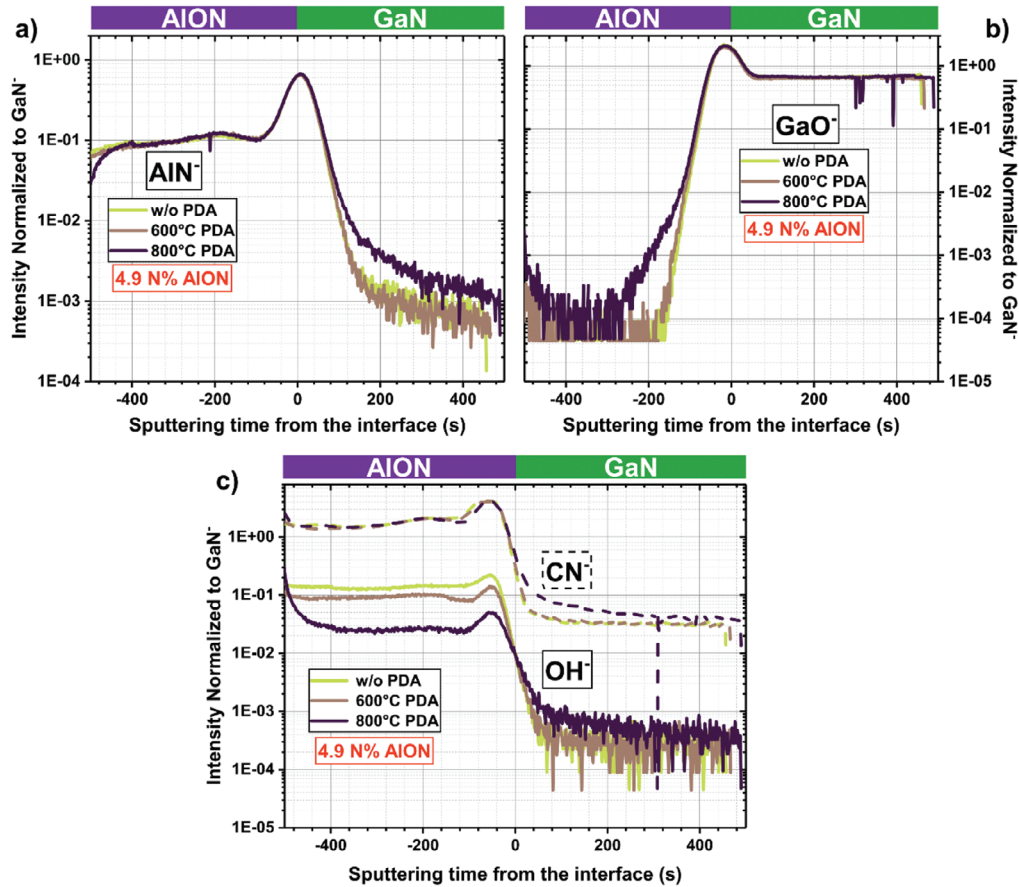 AlON GaN
a)
Intensity Normalized to GaN-
1E+00
1E-01
1E-02
1E-03
1E-04
AlN-
w/o PDA
600°C PDA
800°C PDA
4.9 N% AlON
-400 -200 0 200 400
Sputtering time from the interface (s)
AlON GaN
b)
1E+00
1E-01
1E-02
1E-03
1E-04
1E-05
Intensity Normalized to GaN-
GaO-
w/o PDA
600°C PDA
800°C PDA
4.9 N% AlON
-400 -200 0 200 400
Sputtering time from the interface (s)
AlON GaN
c)
Intensity Normalized to GaN-
1E+00
1E-01
1E-02
1E-03
1E-04
1E-05
CN-
OH-
w/o PDA
600°C PDA
800°C PDA
4.9 N% AlON
-400 -200 0 200 400
Sputtering time from the interface (s)